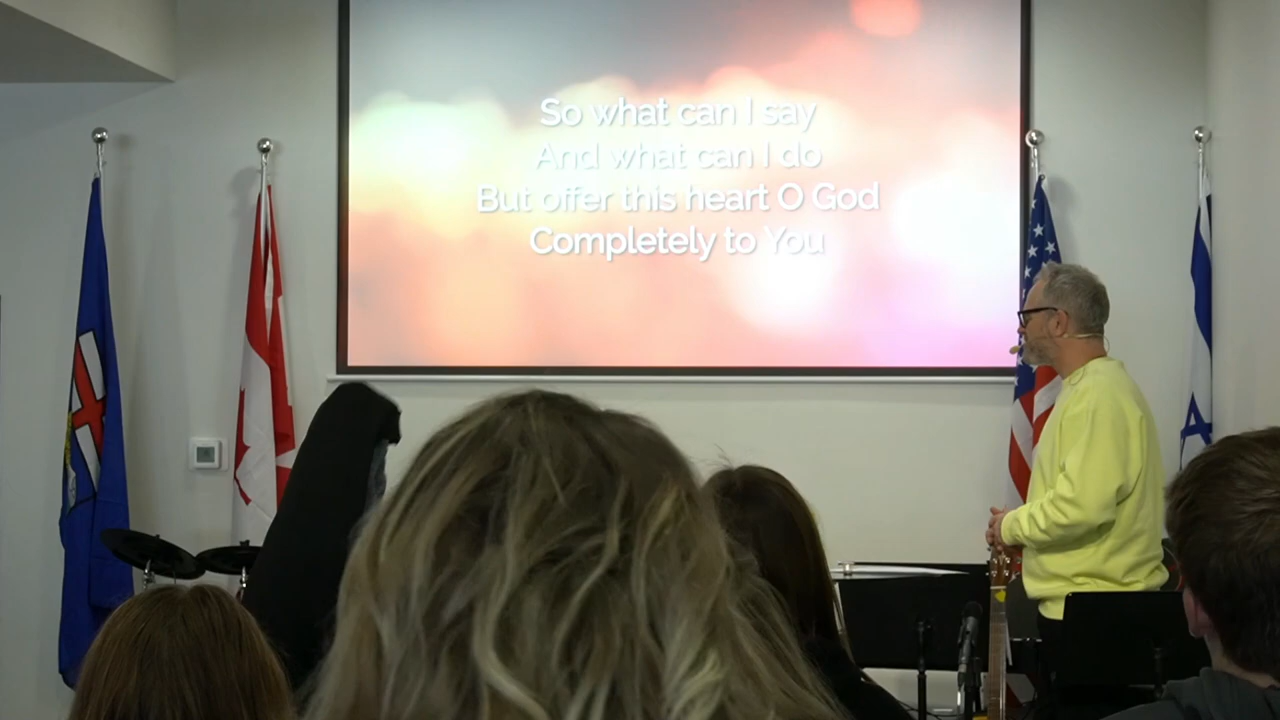 So what can I say
And what can I do
But offer this heart O God
Completely to You